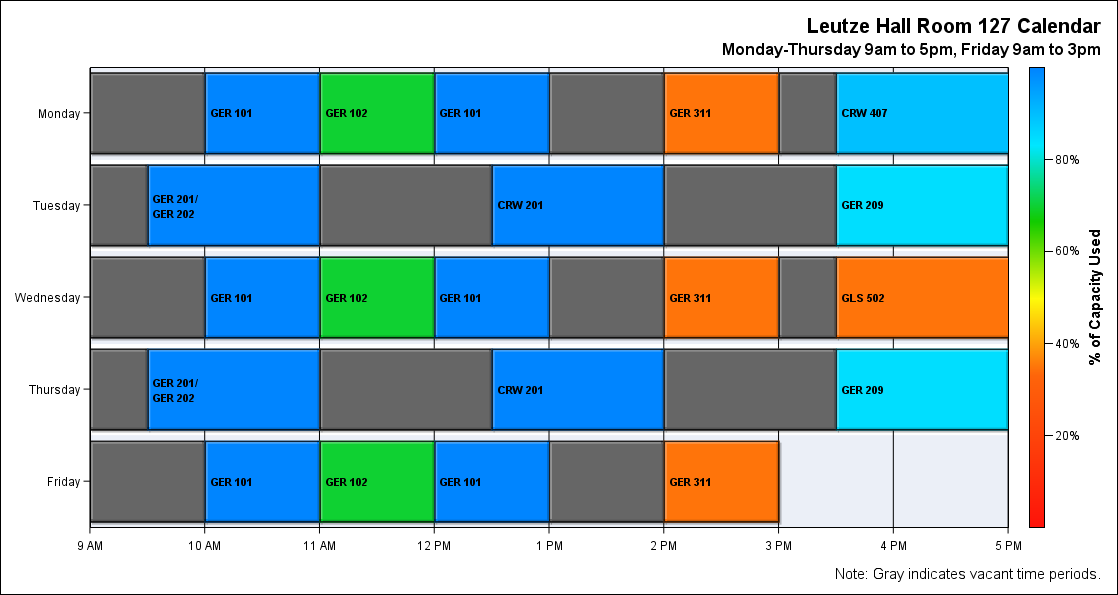 Leutze Hall Room 127 Calendar
Monday-Thursday 9am to 5pm, Friday 9am to 3pm
Monday
GER 101
GER 102
GER 101
GER 311
CRW 407
Tuesday
GER 201/
GER 202
CRW 201
GER 209
Wednesday
GER 101
GER 102
GER 101
GER 311
GLS 502
Thursday
GER 201/
GER 202
CRW 201
GER 209
Friday
GER 101
GER 102
GER 101
GER 311
9 AM
10 AM
11 AM
12 PM
1 PM
2 PM
3 PM
4 PM
5 PM
80%
60%
40%
20%
% of Capacity Used
Note: Gray indicates vacant time periods.